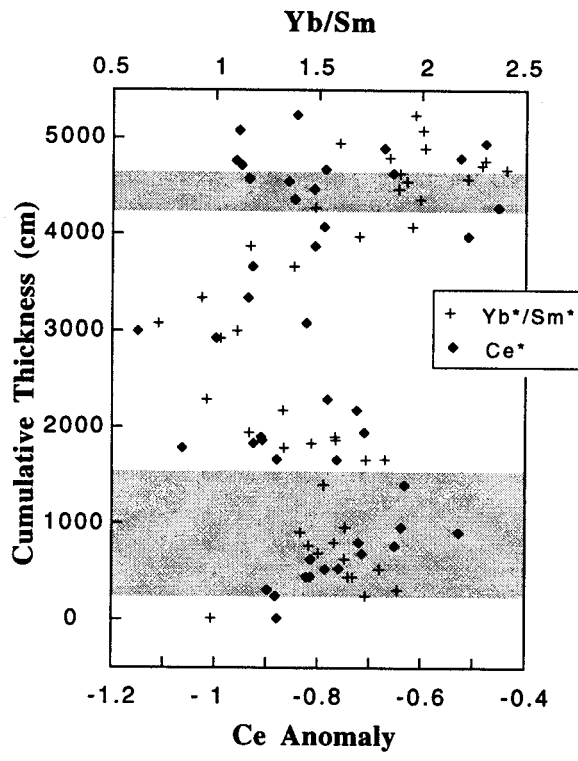 Yb/Sm
0.5 1 1.5 2 2.5
5000
4000
3000
2000
1000
0
Cumulative Thickness (cm)
+ Yb*/Sm*
◆ Ce*
-1.2 - 1 -0.8 -0.6 -0.4
Ce Anomaly